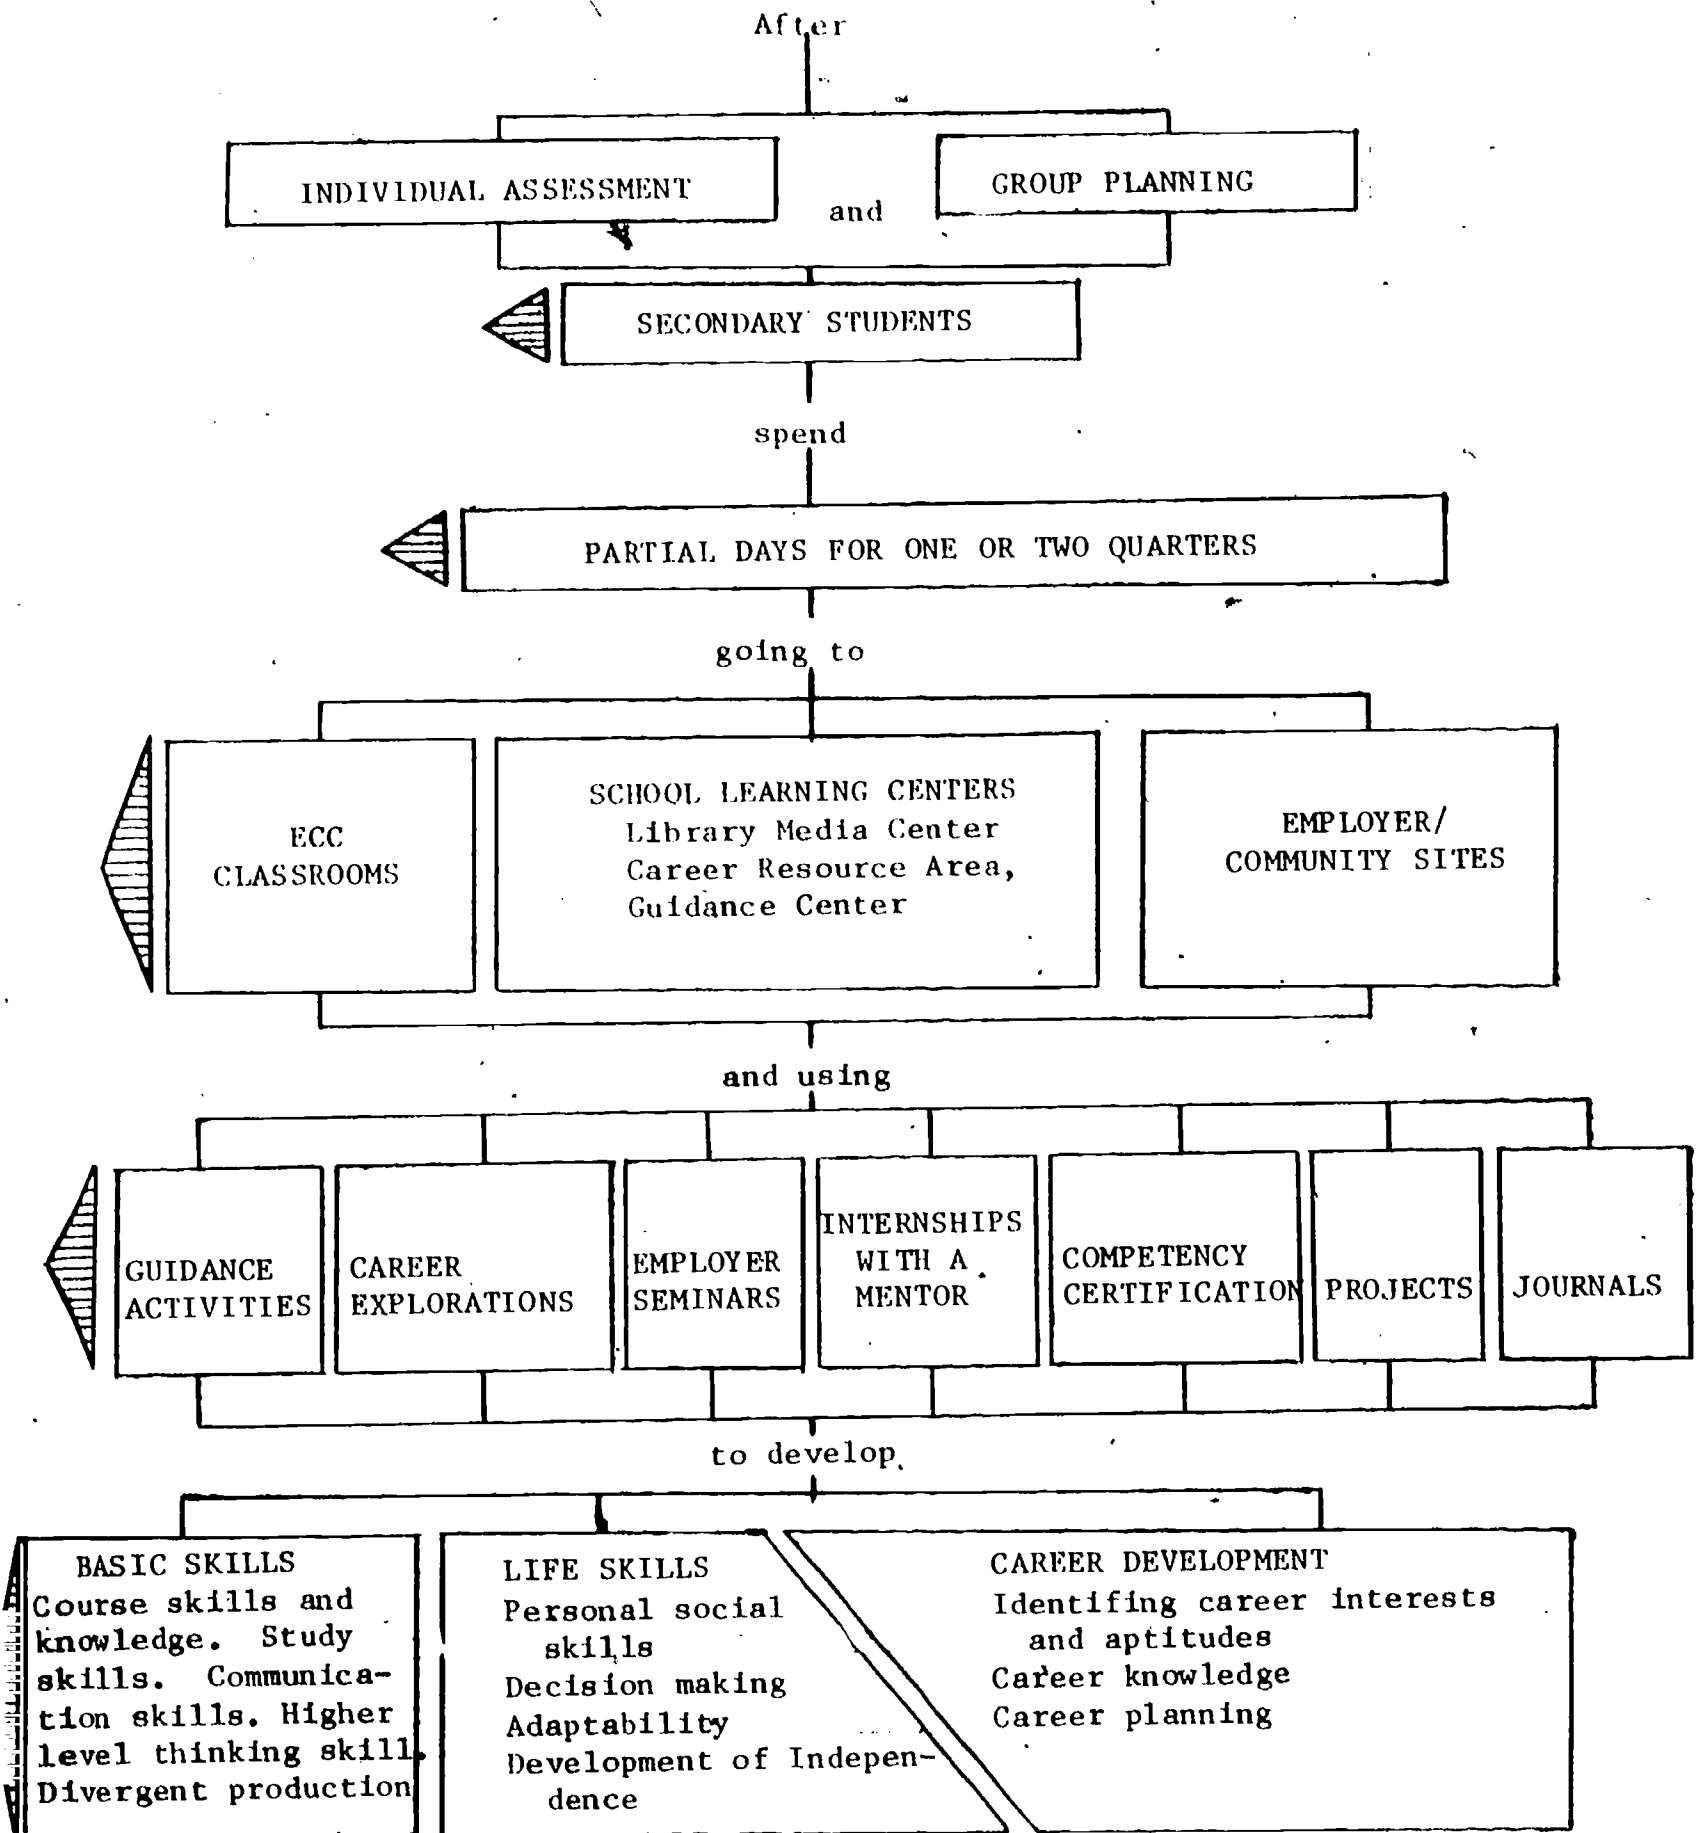 After
INDIVIDUAL ASSESSMENT
and
GROUP PLANNING
SECONDARY STUDENTS
spend
PARTIAL DAYS FOR ONE OR TWO QUARTERS
going to
ECC
CLASSROOMS
SCHOOL LEARNING CENTERS
Library Media Center
Career Resource Area,
Guidance Center
EMPLOYER/
COMMUNITY SITES
and using
GUIDANCE
ACTIVITIES
CAREER
EXPLORATIONS
EMPLOYER
SEMINARS
INTERNSHIPS
WITH A
MENTOR
COMPETENCY
CERTIFICATION
PROJECTS
JOURNALS
to develop
BASIC SKILLS
Course skills and
knowledge. Study
skills. Communica-
tion skills. Higher
level thinking skill.
Divergent production
LIFE SKILLS
Personal social
skills
Decision making
Adaptability
Development of Indepen-
dence
CAREER DEVELOPMENT
Identifing career interests
and aptitudes
Career knowledge
Career planning